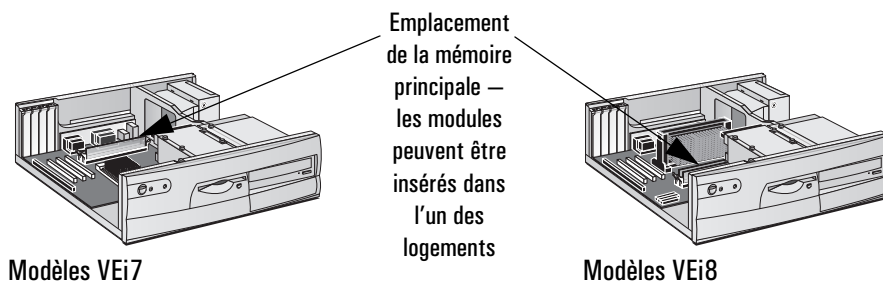 Emplacement
de la mémoire
principale –
les modules
peuvent être
insérés dans
l'un des
logements
Modèles VEi7
Modèles VEi8